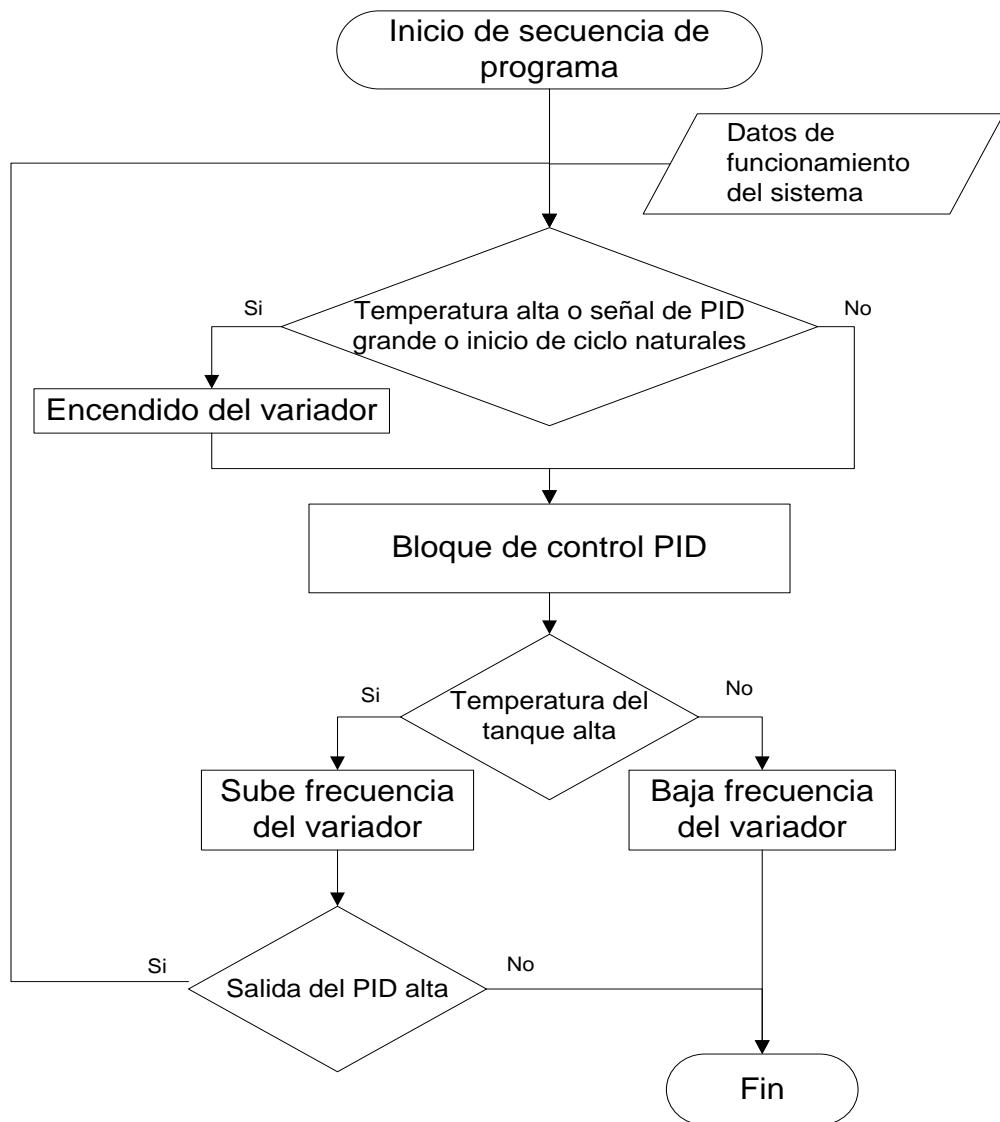 Inicio de secuencia de
programa
Datos de
funcionamiento
del sistema
Si
Temperatura alta o señal de PID
grande o inicio de ciclo naturales
No
Encendido del variador
Bloque de control PID
Si
Temperatura del
tanque alta
No
Sube frecuencia
del variador
Baja frecuencia
del variador
Si
Salida del PID alta
No
Fin